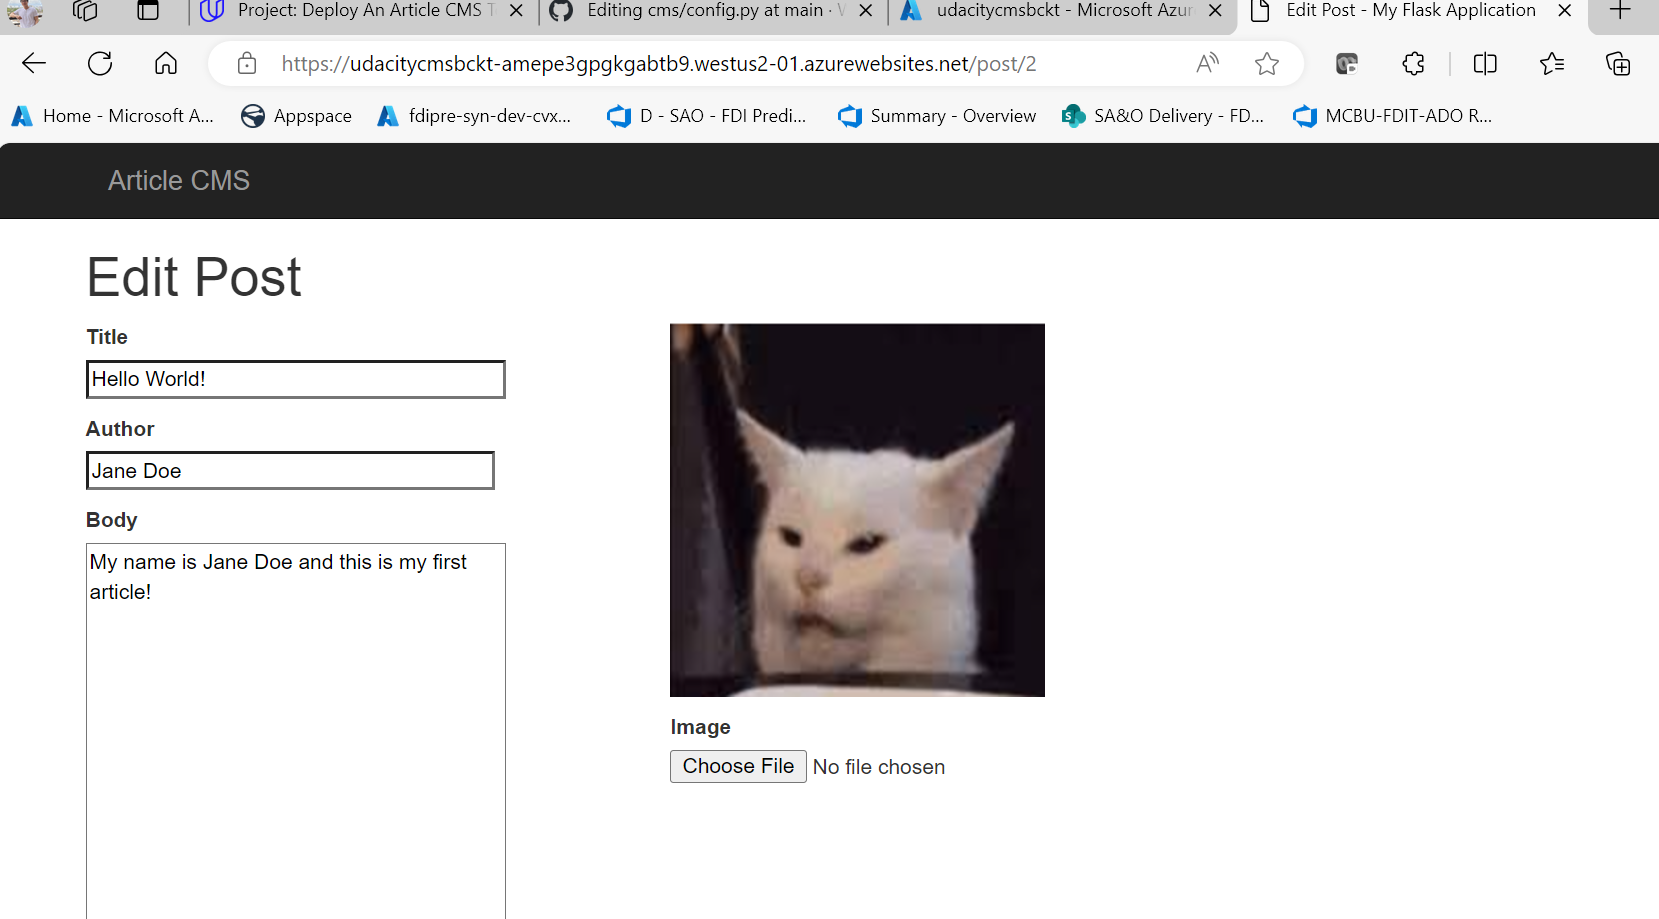 Project: Deploy An Article CMS T
Editing cms/config.py at main ·
udacitycmsbckt - Microsoft Azur
Edit Post - My Flask Application
https://udacitycmsbckt-amepe3gpgkgabtb9.westus2-01.azurewebsites.net/post/2
Home - Microsoft A...
Appspace
fdipre-syn-dev-cvx...
D - SAO - FDI Predi...
Summary - Overview
SA&O Delivery - FD...
MCBU-FDIT-ADO R...
Article CMS
Edit Post
Title
Hello World!
Author
Jane Doe
Body
My name is Jane Doe and this is my first
article!
Image
Choose File No file chosen